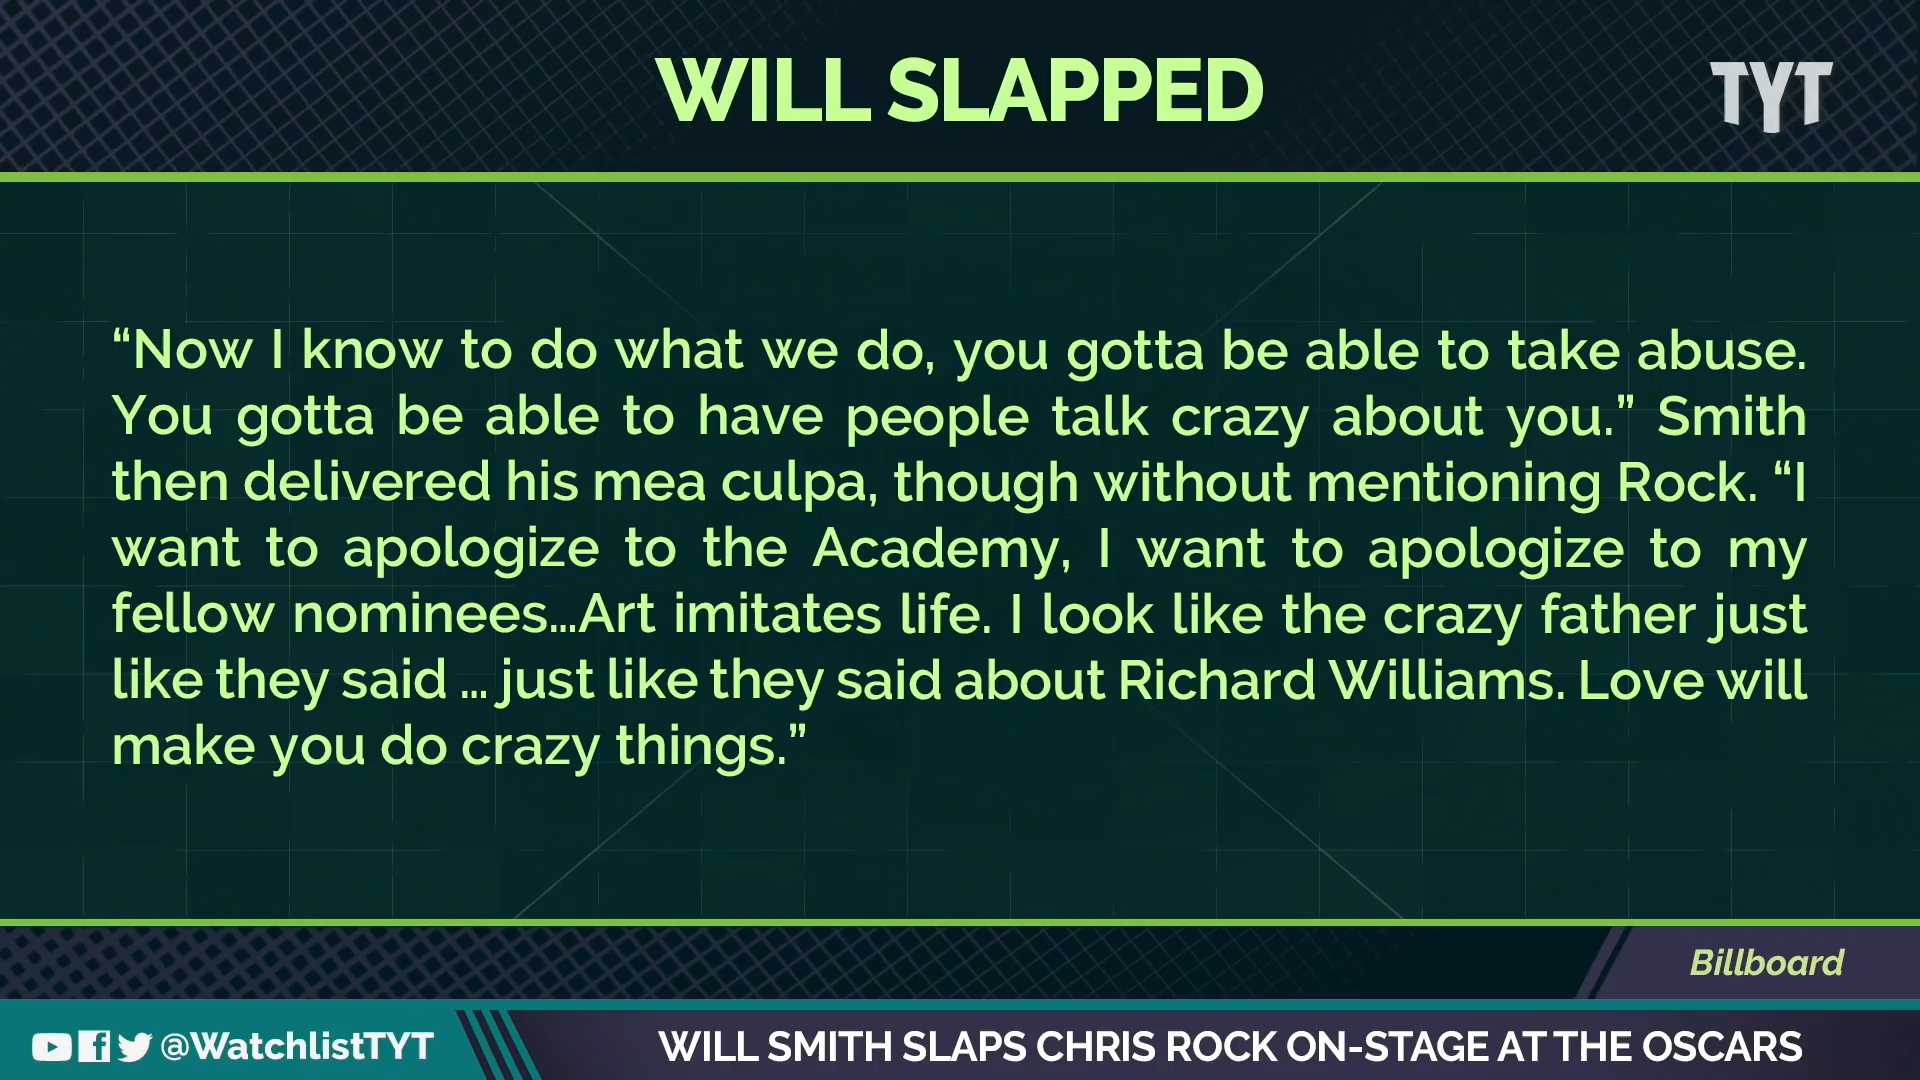 WILL SLAPPED
TYT
“Now I know to do what we do, you gotta be able to take abuse.
You gotta be able to have people talk crazy about you.” Smith
then delivered his mea culpa, though without mentioning Rock. “I
want to apologize to the Academy, I want to apologize to my
fellow nominees...Art imitates life. I look like the crazy father just
like they said ... just like they said about Richard Williams. Love will
make you do crazy things.”
Billboard
@WatchlistTYT
WILL SMITH SLAPS CHRIS ROCK ON-STAGE AT THE OSCARS